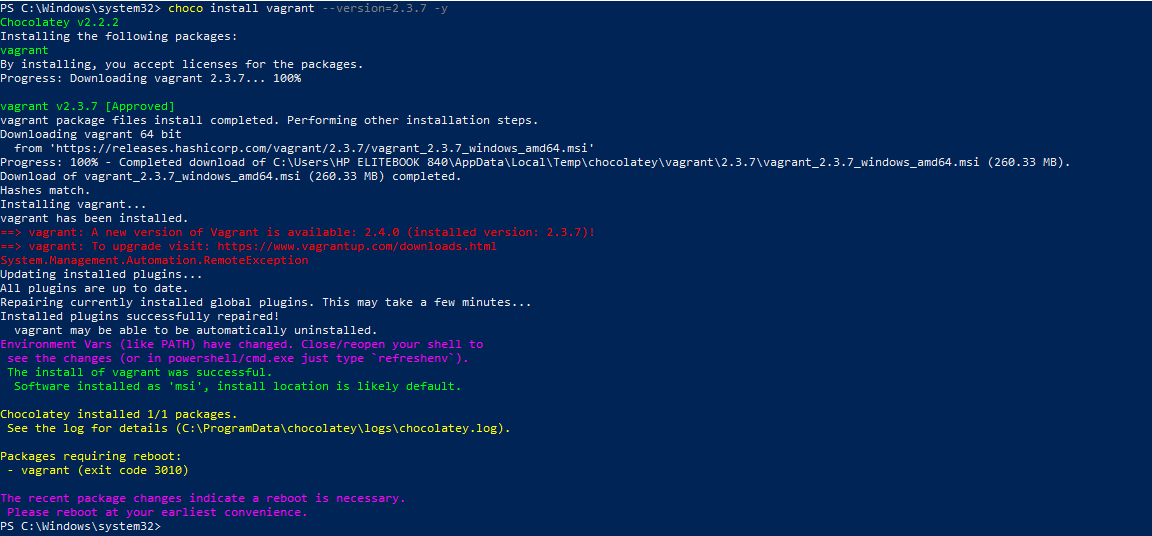 PS C:\Windows\system32> choco install vagrant --version=2.3.7 -y
Chocolatey v2.2.2
Installing the following packages:
vagrant
By installing, you accept licenses for the packages.
Progress: Downloading vagrant 2.3.7... 100%
vagrant v2.3.7 [Approved]
vagrant package files install completed. Performing other installation steps.
Downloading vagrant 64 bit
from 'https://releases.hashicorp.com/vagrant/2.3.7/vagrant_2.3.7_windows_amd64.msi'
Progress: 100% - Completed download of C:\Users\HP ELITEBOOK 840\AppData\Local\Temp\chocolatey\vagrant\2.3.7\vagrant_2.3.7_windows_amd64.msi (260.33 MB).
Download of vagrant_2.3.7_windows_amd64.msi (260.33 MB) completed.
Hashes match.
Installing vagrant...
vagrant has been installed.
==> vagrant: A new version of Vagrant is available: 2.4.0 (installed version: 2.3.7)!
==> vagrant: To upgrade visit: https://www.vagrantup.com/downloads.html
System.Management.Automation.RemoteException
Updating installed plugins...
All plugins are up to date.
Repairing currently installed global plugins. This may take a few minutes...
Installed plugins successfully repaired!
vagrant may be able to be automatically uninstalled.
Environment Vars (like PATH) have changed. Close/reopen your shell to
see the changes (or in powershell/cmd.exe just type `refreshenv`).
The install of vagrant was successful.
Software installed as 'msi', install location is likely default.
Chocolatey installed 1/1 packages.
See the log for details (C:\ProgramData\chocolatey\logs\chocolatey.log).
Packages requiring reboot:
- vagrant (exit code 3010)
The recent package changes indicate a reboot is necessary.
Please reboot at your earliest convenience.
PS C:\Windows\system32>